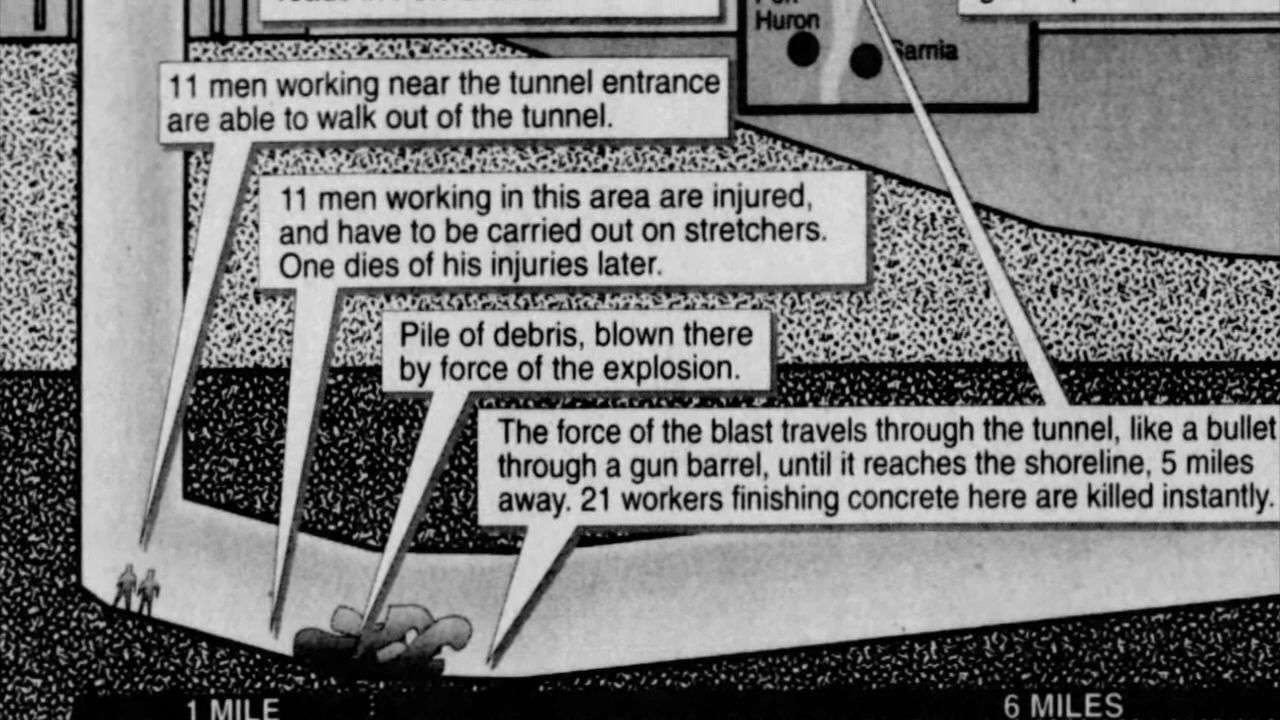 Huron
Sarnia
11 men working near the tunnel entrance
are able to walk out of the tunnel.
11 men working in this area are injured,
and have to be carried out on stretchers.
One dies of his injuries later.
Pile of debris, blown there
by force of the explosion.
The force of the blast travels through the tunnel, like a bullet
through a gun barrel, until it reaches the shoreline, 5 miles
away. 21 workers finishing concrete here are killed instantly.
1 MILE
6 MILES